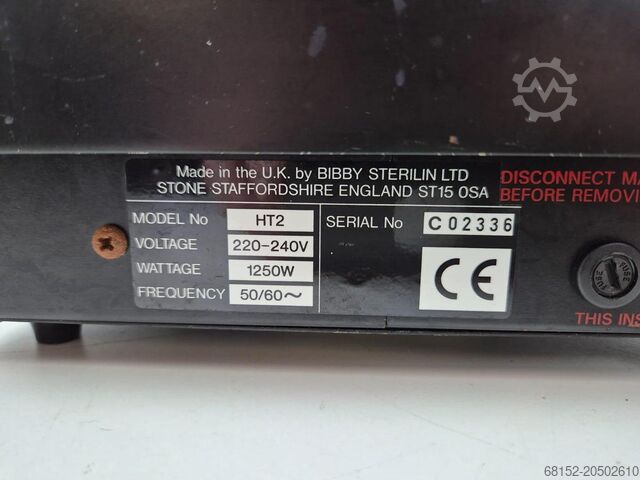 Made in the U.K. by BIBBY STERILIN LTD
STONE STAFFORDSHIRE ENGLAND ST15 0SA
DISCONNECT MA
BEFORE REMOVI
MODEL No HT2 SERIAL No C02336
VOLTAGE 220-240V
WATTAGE 1250W
FREQUENCY 50/60~
CE
FUSE
FUSE
THIS INS
68152-20502610